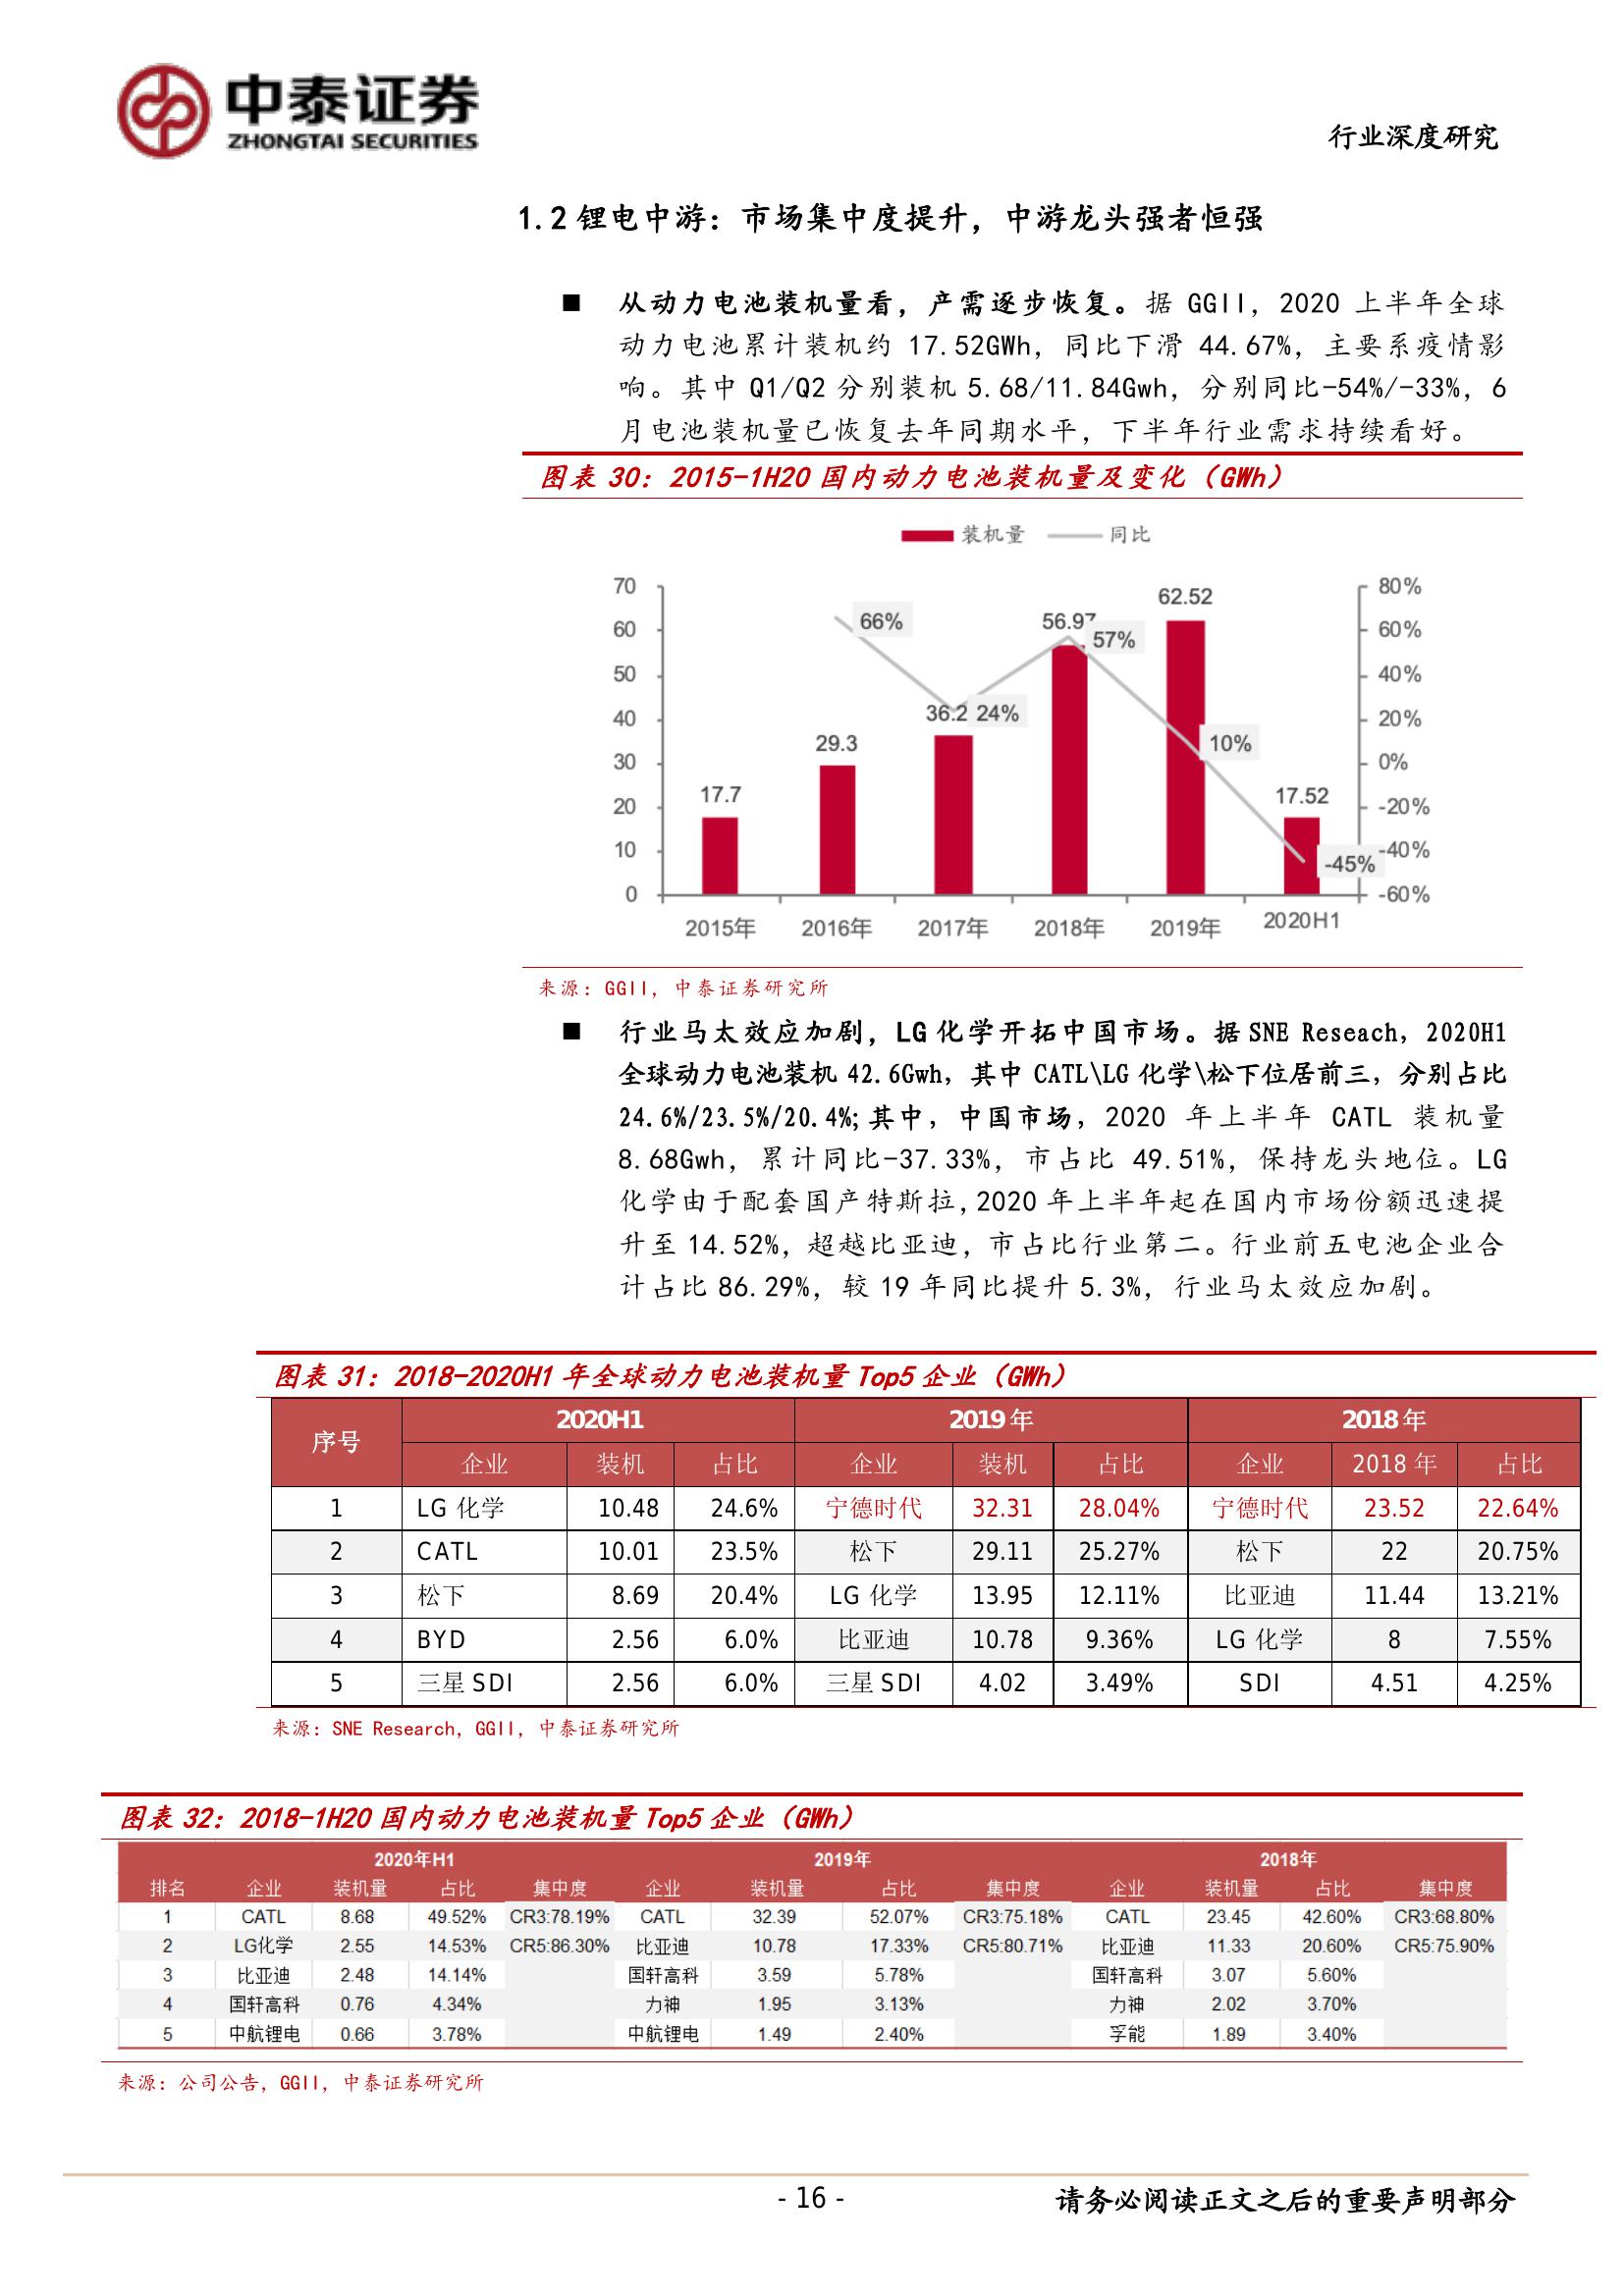 中泰证券
ZHONGTAI SECURITIES
行业深度研究
1.2 锂电中游：市场集中度提升，中游龙头强者恒强
■ 从动力电池装机量看，产需逐步恢复。据 GGII，2020 上半年全球
动力电池累计装机约 17.52GWh，同比下滑 44.67%，主要系疫情影
响。其中 Q1/Q2 分别装机 5.68/11.84Gwh，分别同比-54%/-33%，6
月电池装机量已恢复去年同期水平，下半年行业需求持续看好。
图表 30：2015-1H20 国内动力电池装机量及变化（GWh）
装机量 同比
70 80%
60 60%
50 40%
40 20%
30 0%
20 -20%
10 -40%
0 -60%
17.7 29.3 36.2 56.97 62.52 17.52
66% 24% 57% 10% -45%
2015年 2016年 2017年 2018年 2019年 2020H1
来源：GGII，中泰证券研究所
■ 行业马太效应加剧，LG 化学开拓中国市场。据 SNE Reseach，2020H1
全球动力电池装机 42.6Gwh，其中 CATL\LG 化学\松下位居前三，分别占比
24.6%/23.5%/20.4%;其中，中国市场，2020 年上半年 CATL 装机量
8.68Gwh，累计同比-37.33%，市占比 49.51%，保持龙头地位。LG
化学由于配套国产特斯拉,2020 年上半年起在国内市场份额迅速提
升至 14.52%，超越比亚迪，市占比行业第二。行业前五电池企业合
计占比 86.29%，较 19 年同比提升 5.3%，行业马太效应加剧。
图表 31：2018-2020H1 年全球动力电池装机量 Top5 企业（GWh）
序号 2020H1 2019 年 2018 年
企业 装机 占比 企业 装机 占比 企业 2018 年 占比
1 LG 化学 10.48 24.6% 宁德时代 32.31 28.04% 宁德时代 23.52 22.64%
2 CATL 10.01 23.5% 松下 29.11 25.27% 松下 22 20.75%
3 松下 8.69 20.4% LG 化学 13.95 12.11% 比亚迪 11.44 13.21%
4 BYD 2.56 6.0% 比亚迪 10.78 9.36% LG 化学 8 7.55%
5 三星 SDI 2.56 6.0% 三星 SDI 4.02 3.49% SDI 4.51 4.25%
来源：SNE Research，GGII，中泰证券研究所
图表 32：2018-1H20 国内动力电池装机量 Top5 企业（GWh）
2020年H1 2019年 2018年
排名 企业 装机量 占比 集中度 企业 装机量 占比 集中度 企业 装机量 占比 集中度
1 CATL 8.68 49.52% CR3:78.19% CATL 32.39 52.07% CR3:75.18% CATL 23.45 42.60% CR3:68.80%
2 LG化学 2.55 14.53% CR5:86.30% 比亚迪 10.78 17.33% CR5:80.71% 比亚迪 11.33 20.60% CR5:75.90%
3 比亚迪 2.48 14.14% 国轩高科 3.59 5.78% 国轩高科 3.07 5.60%
4 国轩高科 0.76 4.34% 力神 1.95 3.13% 力神 2.02 3.70%
5 中航锂电 0.66 3.78% 中航锂电 1.49 2.40% 孚能 1.89 3.40%
来源：公司公告，GGII，中泰证券研究所
- 16 -
请务必阅读正文之后的重要声明部分